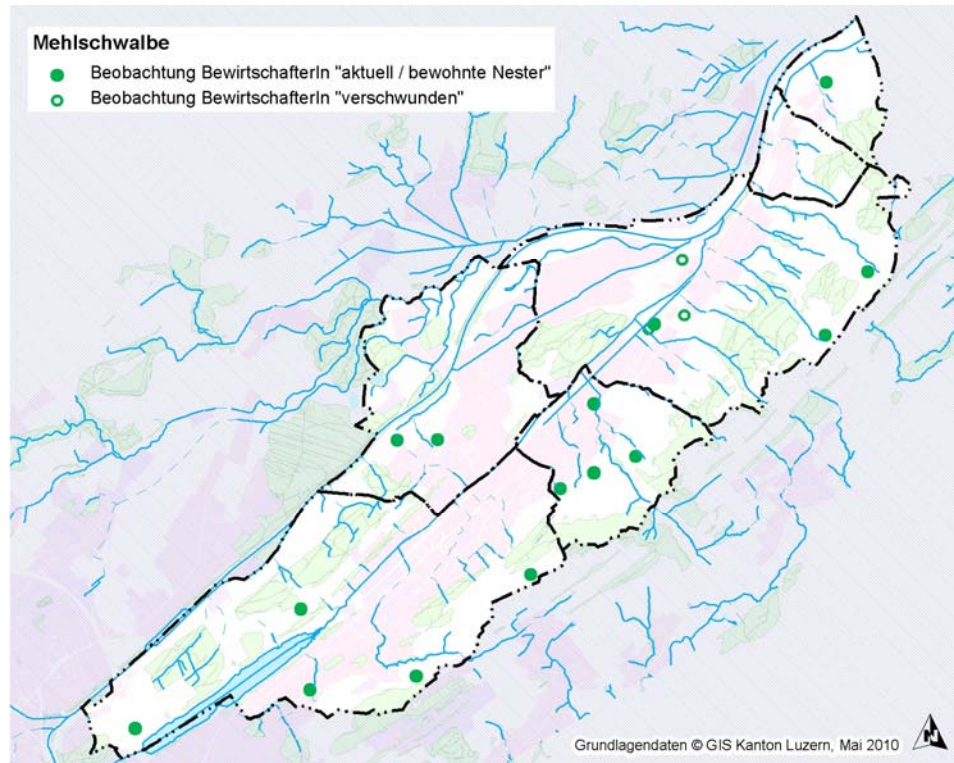 Mehlschwalbe
Beobachtung BewirtschafterIn "aktuell / bewohnte Nester"
Beobachtung BewirtschafterIn "verschwunden"
Grundlagendaten © GIS Kanton Luzern, Mai 2010
N